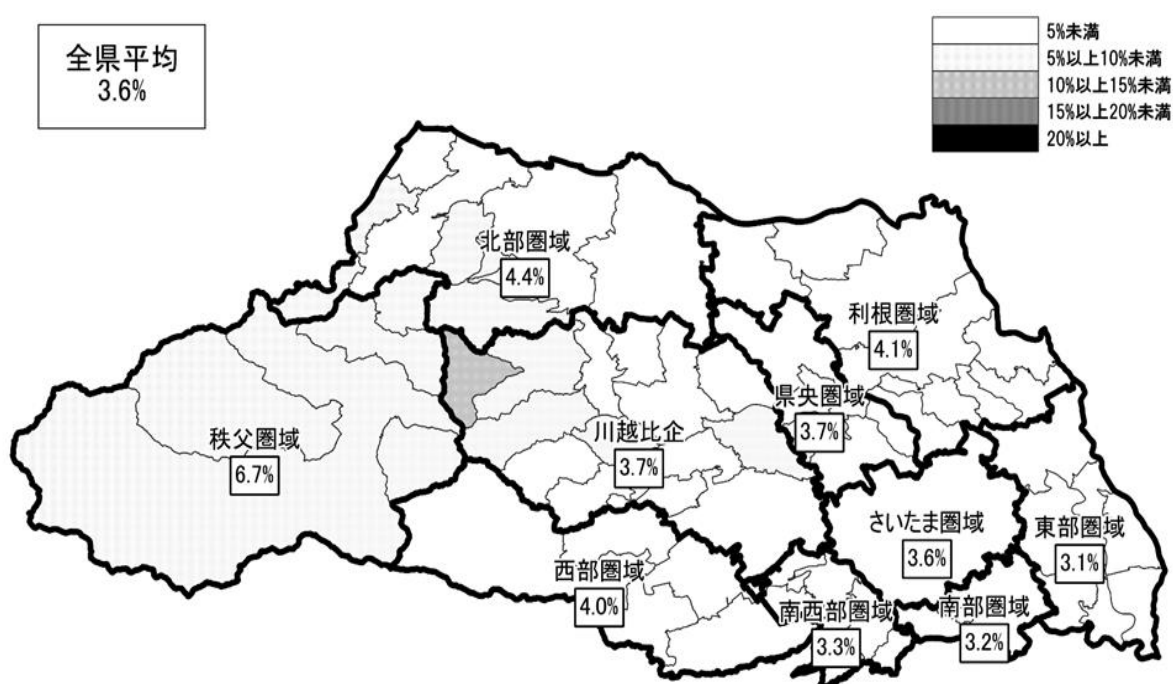 全県平均
3.6%
5%未満
5%以上10%未満
10%以上15%未満
15%以上20%未満
20%以上
北部圏域
4.4%
利根圏域
4.1%
県央圏域
3.7%
秩父圏域
6.7%
川越比企
3.7%
さいたま圏域
3.6%
東部圏域
3.1%
西部圏域
4.0%
南西部圏域
3.3%
南部圏域
3.2%